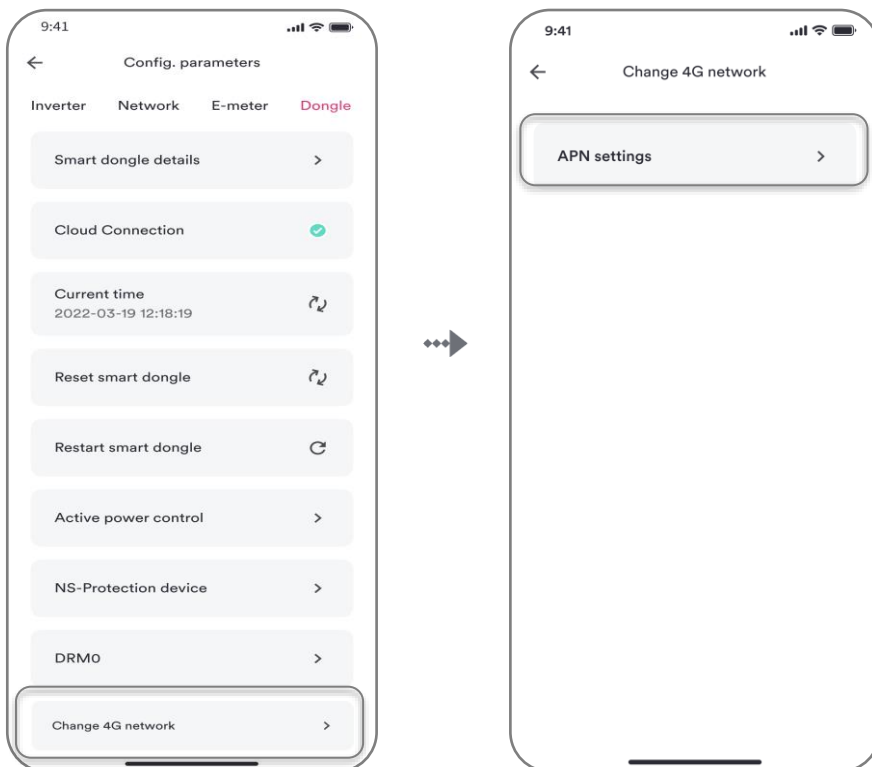 9:41
Config. parameters
Inverter Network E-meter Dongle
Smart dongle details
Cloud Connection
Current time
2022-03-19 12:18:19
Reset smart dongle
Restart smart dongle
Active power control
NS-Protection device
DRM0
Change 4G network
9:41
Change 4G network
APN settings